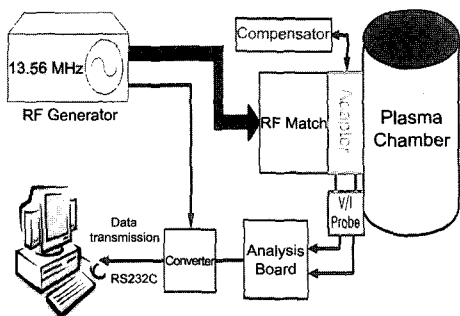 Compensator
13.56 MHz
RF Generator
RF Match
Adaptor
Plasma
Chamber
V/I
Probe
Data
transmission
RS232C
Converter
Analysis
Board